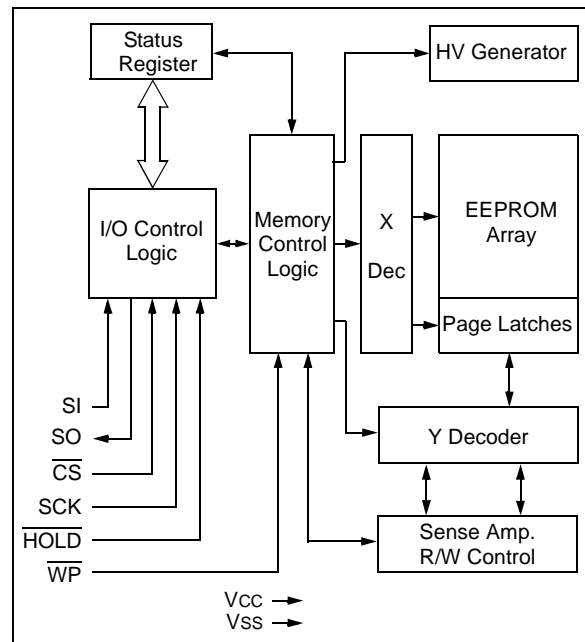 Status
Register
HV Generator
I/O Control
Logic
Memory
Control
Logic
X
Dec
EEPROM
Array
Page Latches
SI
SO
CS
SCK
HOLD
WP
Y Decoder
Sense Amp.
R/W Control
VCC
VSS